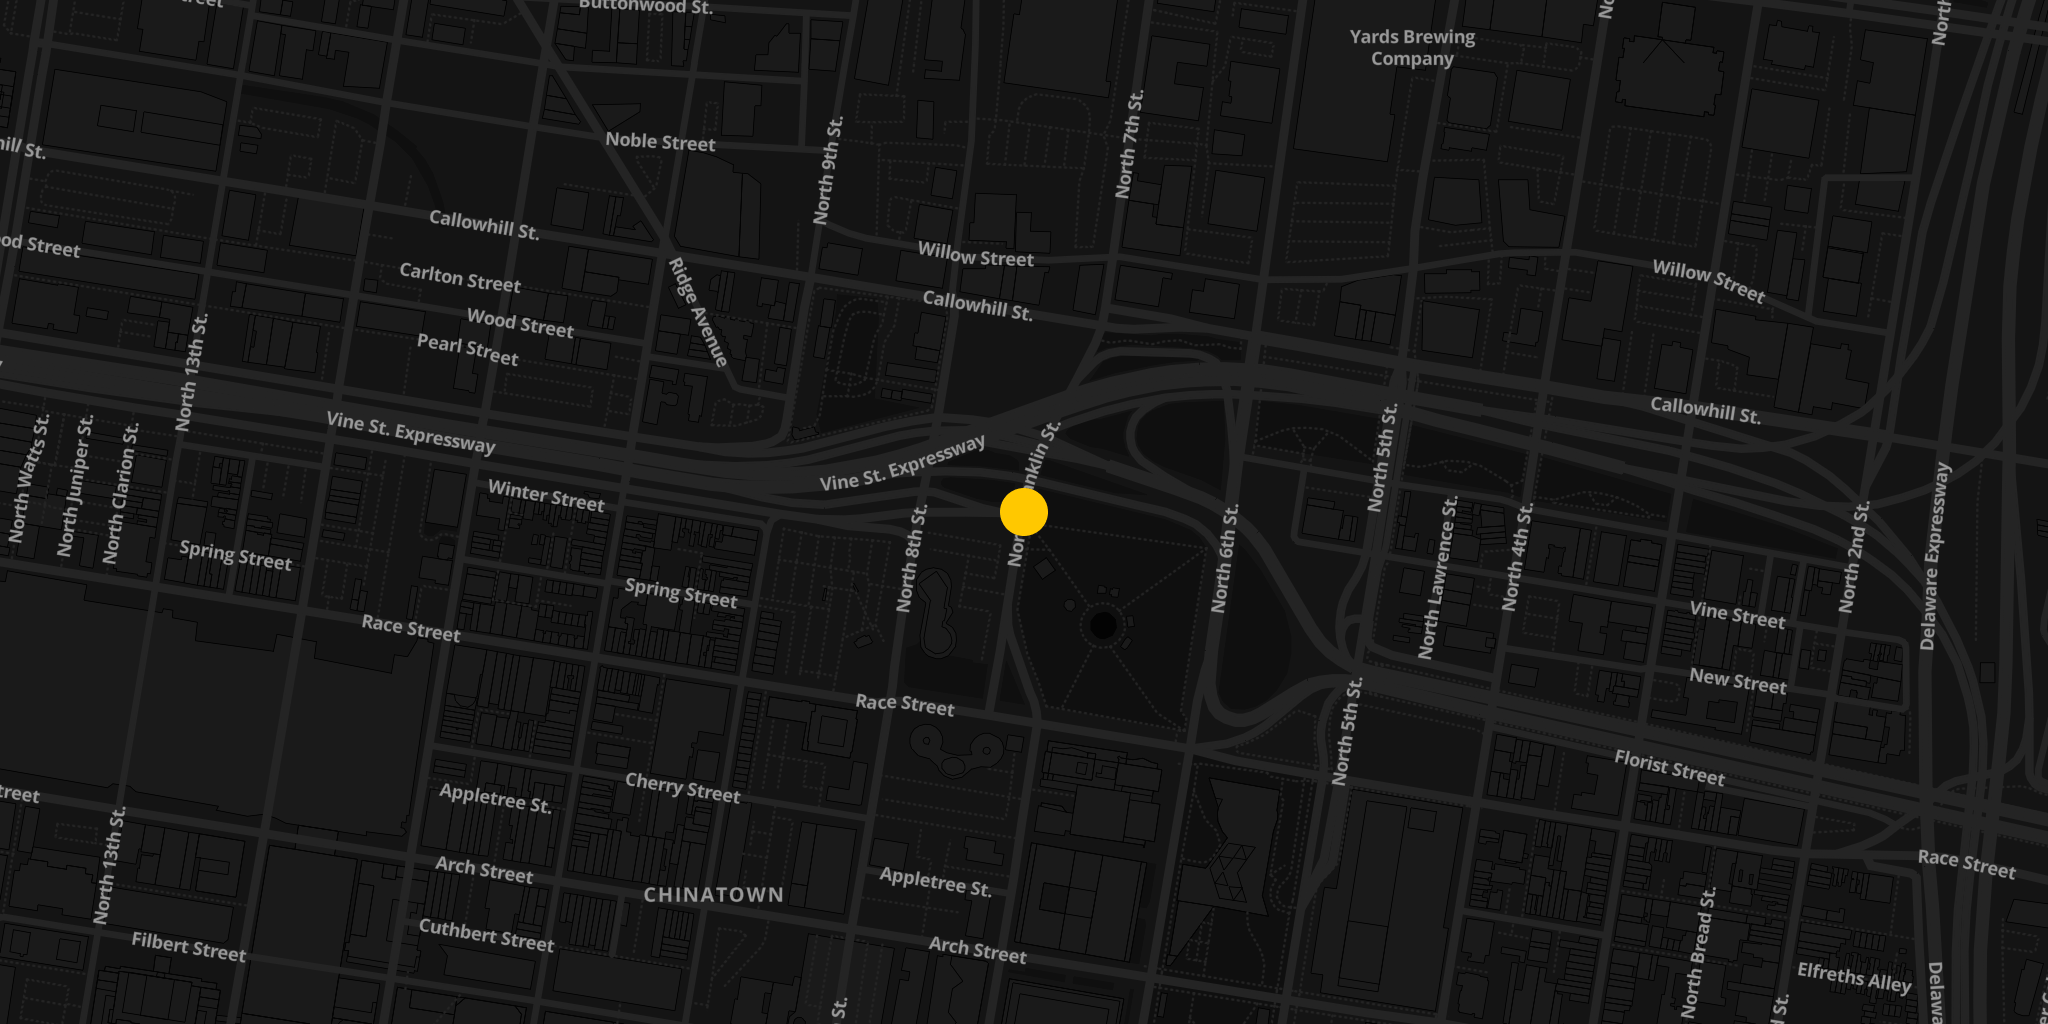 Buttonwood St.
Yards Brewing
Company
Noble Street
North 9th St.
North 7th St.
Callowhill St.
Willow Street
Willow Street
Carlton Street
Callowhill St.
Ridge Avenue
Wood Street
Pearl Street
North 13th St.
Vine St. Expressway
Vine St. Expressway
Callowhill St.
North Watts St.
North Juniper St.
North Clarion St.
Winter Street
North 5th St.
North 8th St.
North 6th St.
North Lawrence St.
North 4th St.
North 2nd St.
Delaware Expressway
Spring Street
Spring Street
Vine Street
Race Street
New Street
Race Street
North 5th St.
Florist Street
Cherry Street
Appletree St.
North 13th St.
Arch Street
Race Street
Appletree St.
CHINATOWN
North Bread St.
Cuthbert Street
Filbert Street
Arch Street
Elfreths Alley